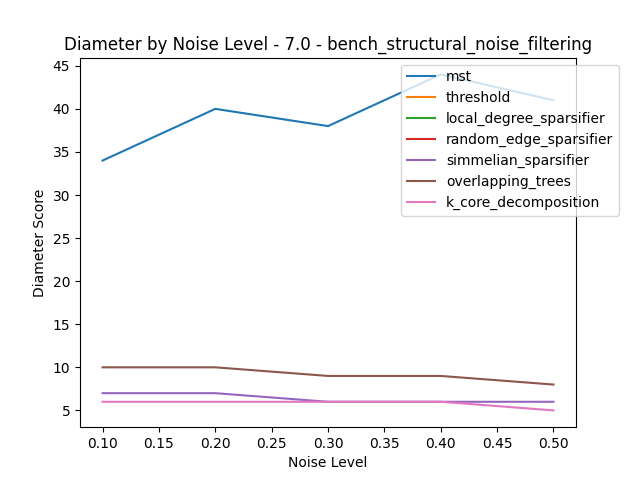 Diameter by Noise Level - 7.0 - bench_structural_noise_filtering
Diameter Score
45
40
35
30
25
20
15
10
5
mst
threshold
local_degree_sparsifier
random_edge_sparsifier
simmelian_sparsifier
overlapping_trees
k_core_decomposition
0.10 0.15 0.20 0.25 0.30 0.35 0.40 0.45 0.50
Noise Level